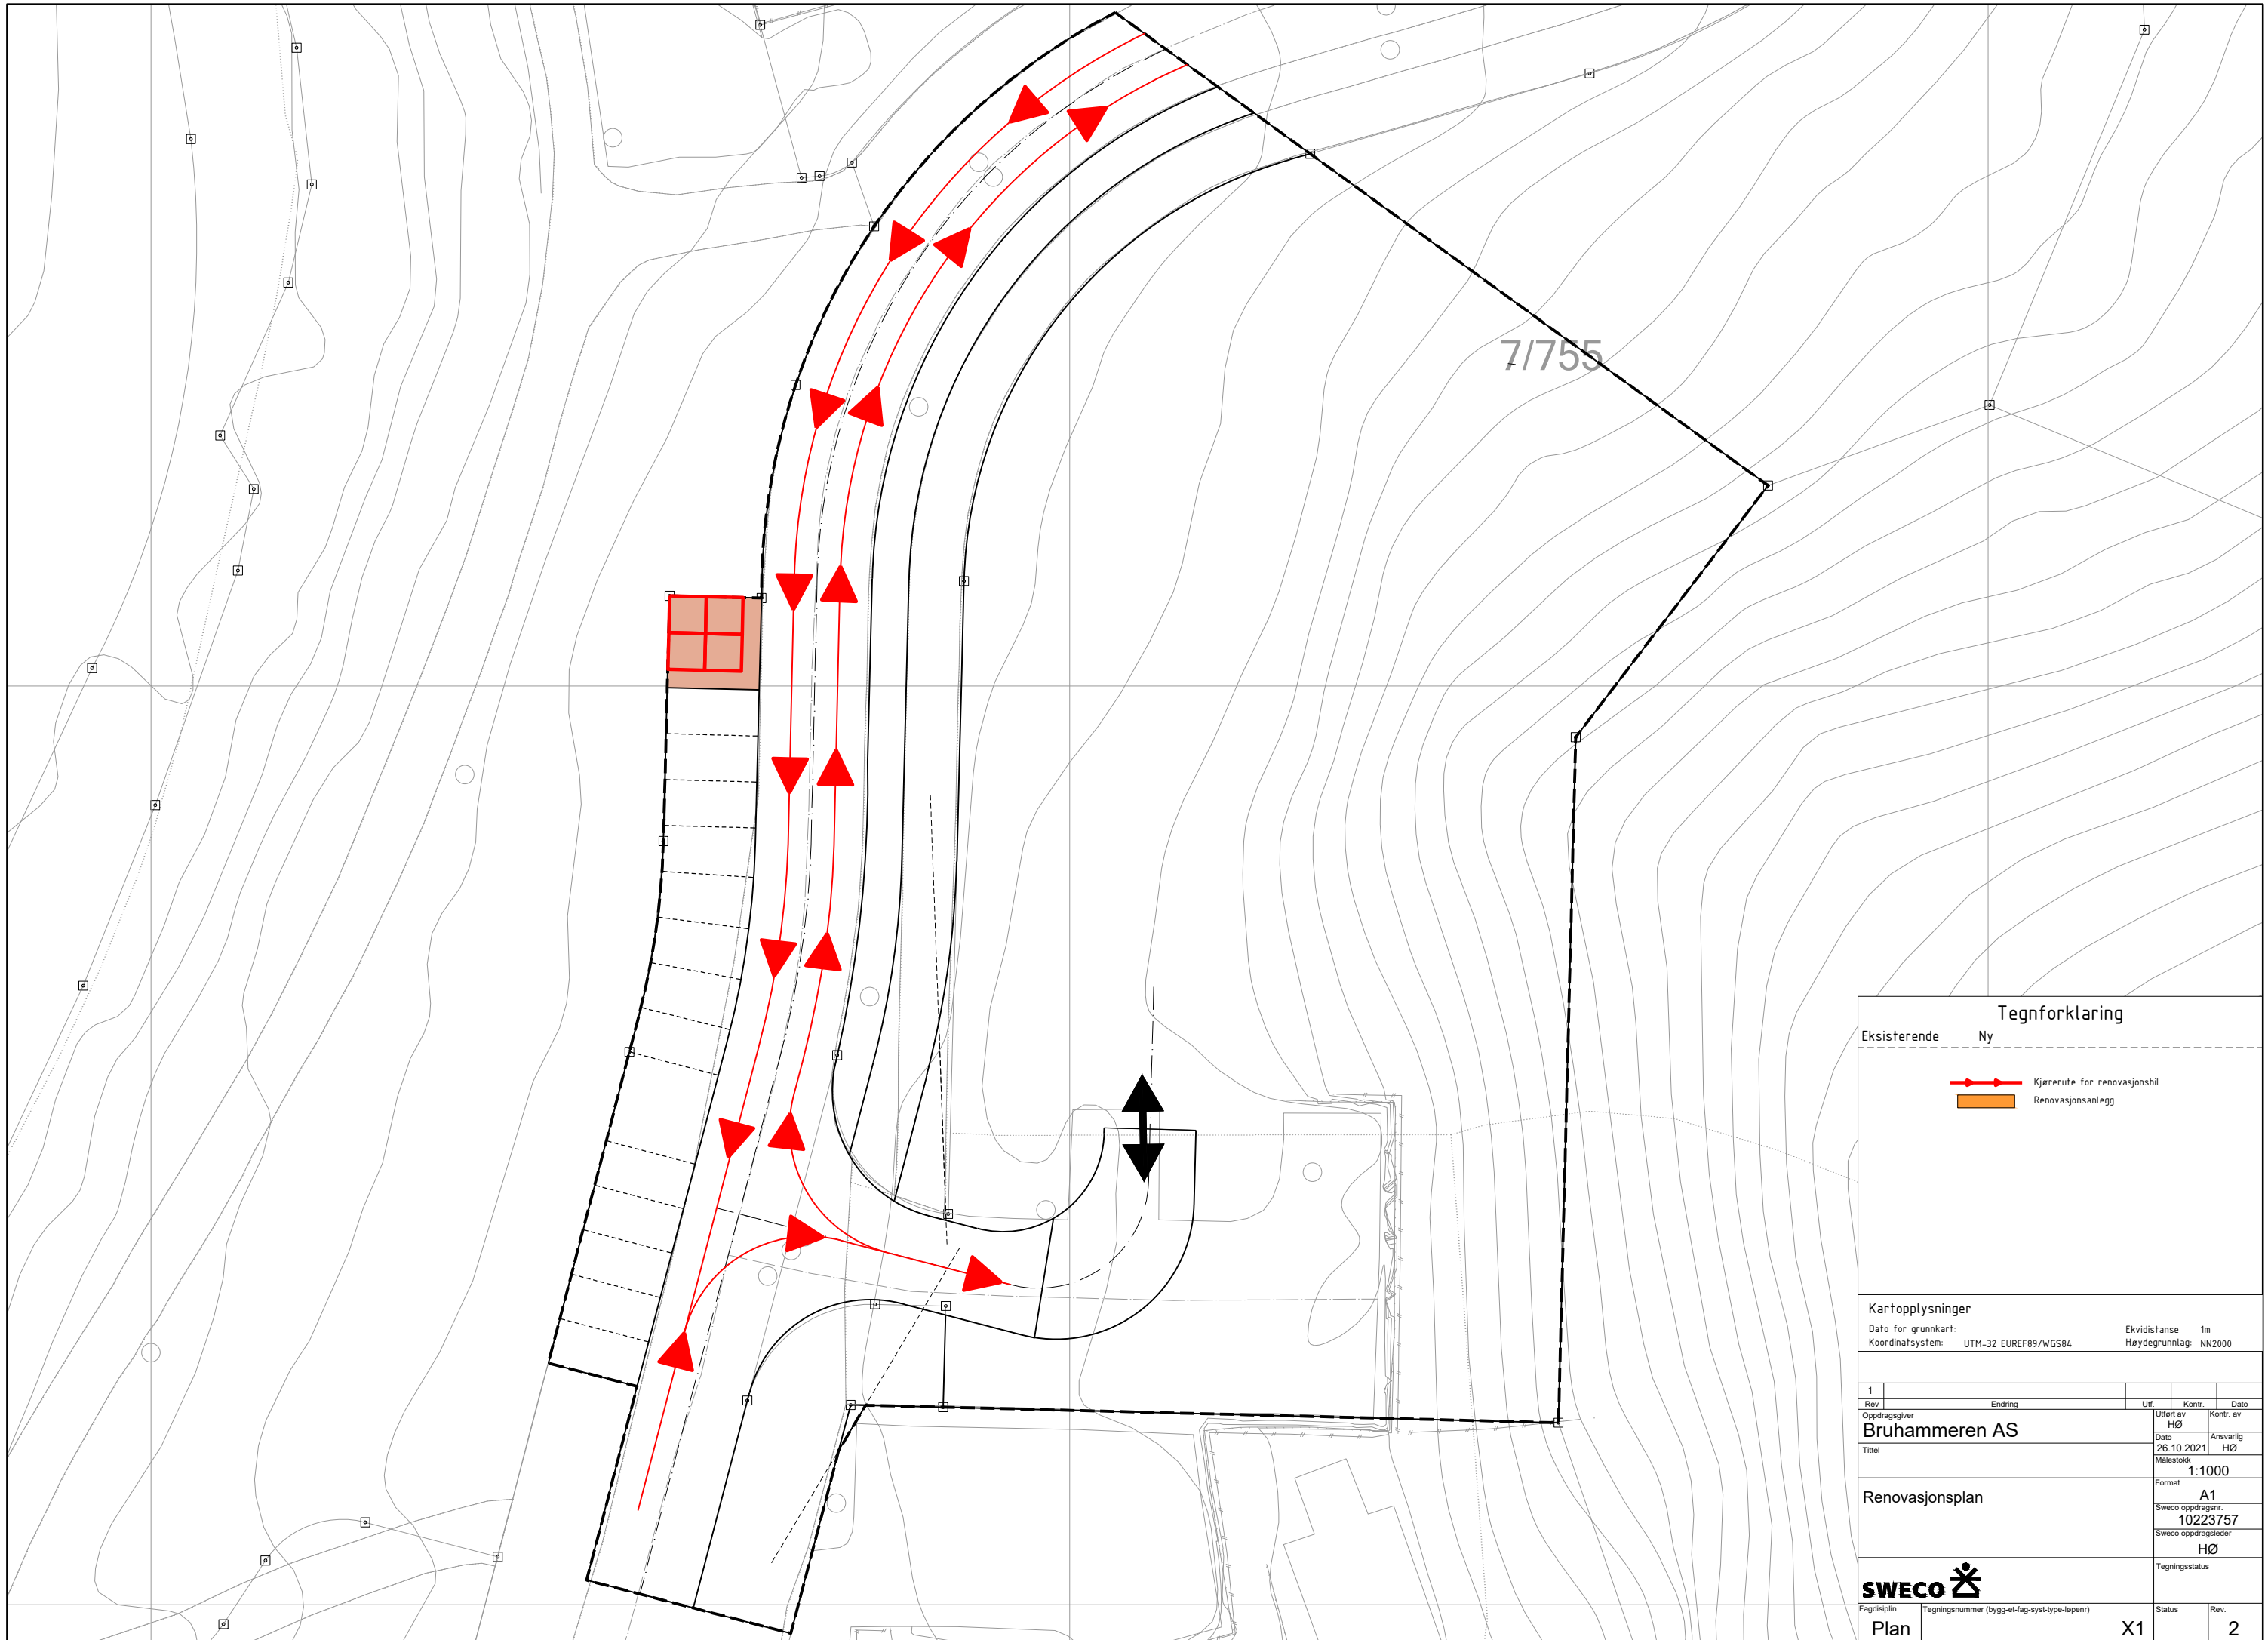 7/755
Tegnforklaring
Eksisterende Ny
Kjørerute for renovasjonsbil
Renovasjonsanlegg
Kartopplysninger
Dato for grunnkart:
Ekvidistanse 1m
Koordinatsystem: UTM-32 EUREF89/WGS84
Høydegrunnlag: NN2000
1
Rev Endring Utf. Kontr. Dato
Oppdragsgiver
Bruhammeren AS
Utført av
HØ
Kontr. av
Dato
26.10.2021
Ansvarlig
HØ
Tittel
Målestokk
1:1000
Renovasjonsplan
Format
A1
Sweco oppdragsnr.
10223757
Sweco oppdragsleder
HØ
SWECO
Tegningsstatus
Fagdisiplin
Plan
Tegningsnummer (bygg-et-fag-syst-type-løpenr)
X1
Status
Rev.
2